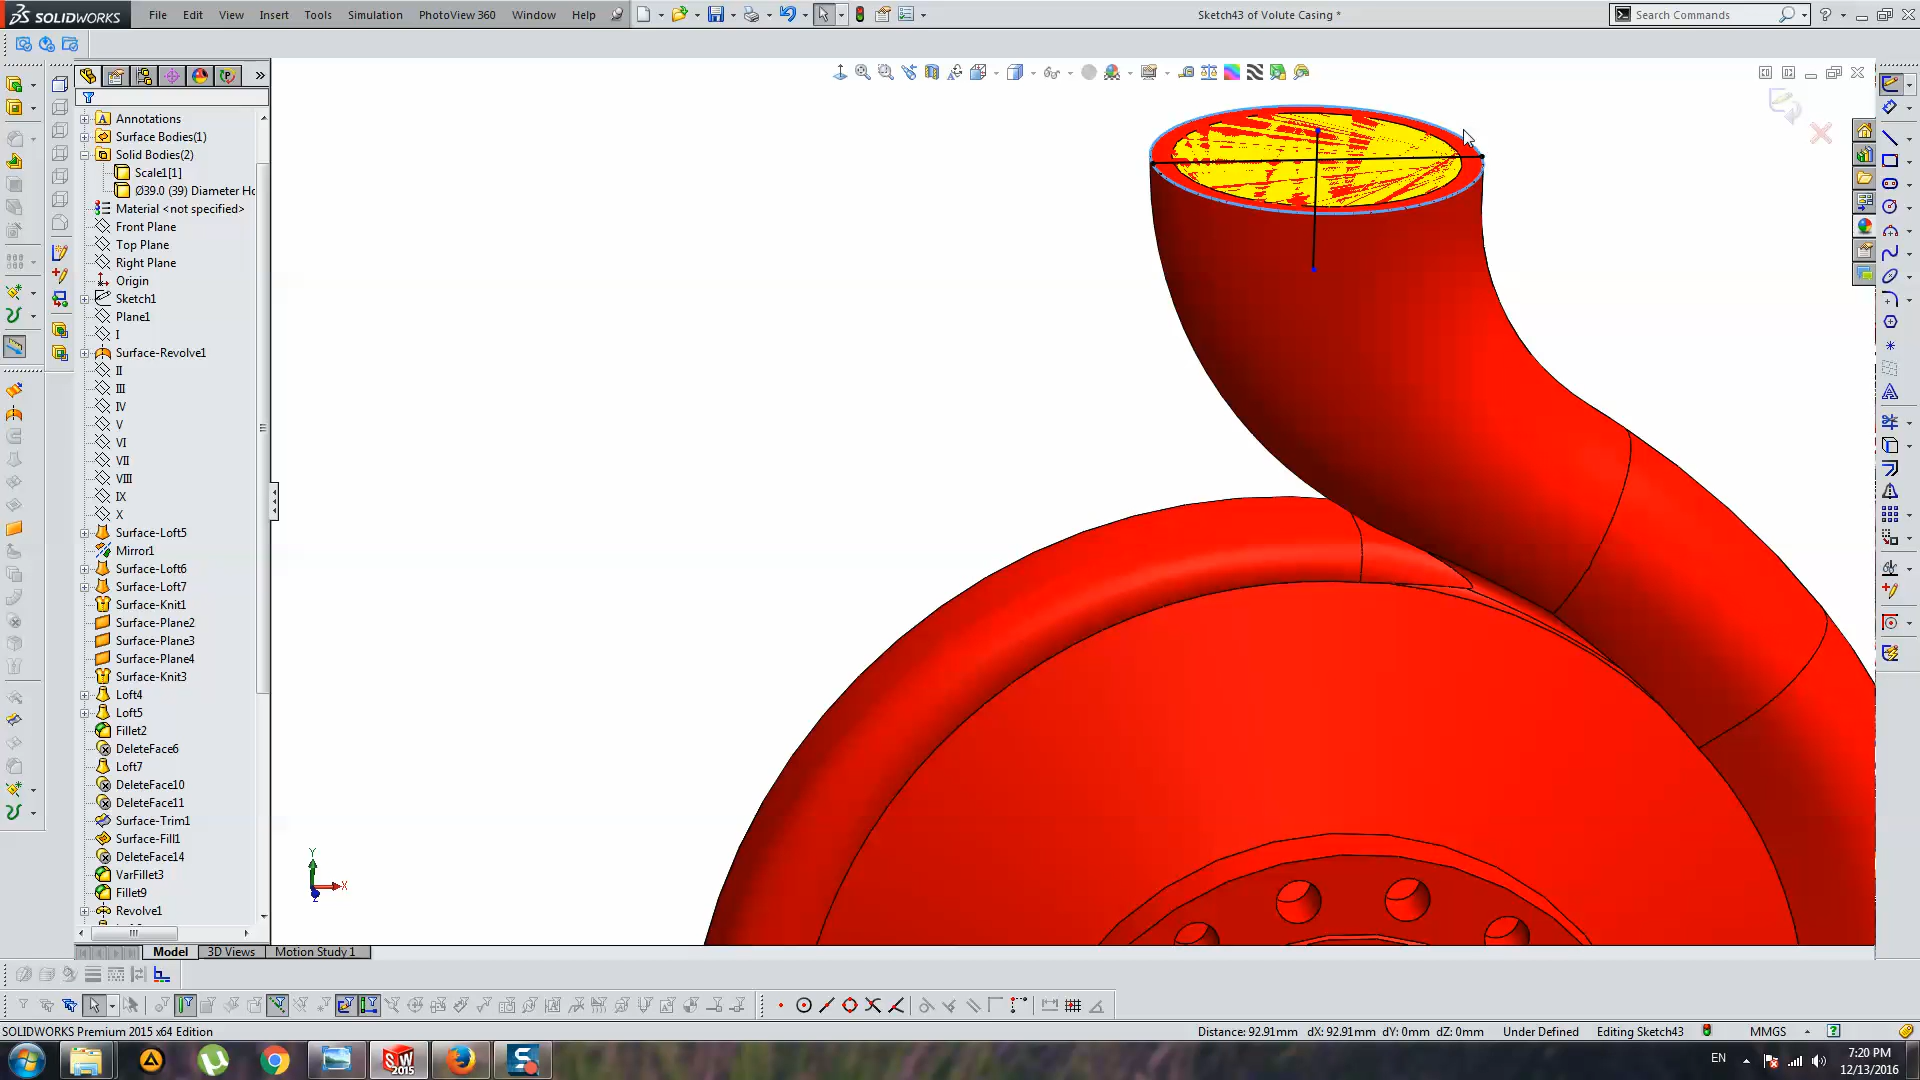 SOLIDWORKS
File Edit View Insert Tools Simulation PhotoView 360 Window Help
Sketch43 of Volute Casing *
Search Commands
Annotations
Surface Bodies(1)
Solid Bodies(2)
Scale1[1]
Ø39.0 (39) Diameter Ho
Material <not specified>
Front Plane
Top Plane
Right Plane
Origin
Sketch1
Plane1
I
Surface-Revolve1
II
III
IV
V
VI
VII
VIII
IX
X
Surface-Loft5
Mirror1
Surface-Loft6
Surface-Loft7
Surface-Knit1
Surface-Plane2
Surface-Plane3
Surface-Plane4
Surface-Knit3
Loft4
Loft5
Fillet2
DeleteFace6
Loft7
DeleteFace10
DeleteFace11
Surface-Trim1
Surface-Fill1
DeleteFace14
VarFillet3
Fillet9
Revolve1
Y
X
Z
Model 3D Views Motion Study 1
SOLIDWORKS Premium 2015 x64 Edition
Distance: 92.91mm dX: 92.91mm dY: 0mm dZ: 0mm Under Defined Editing Sketch43 MMGS
EN
7:20 PM
12/13/2016